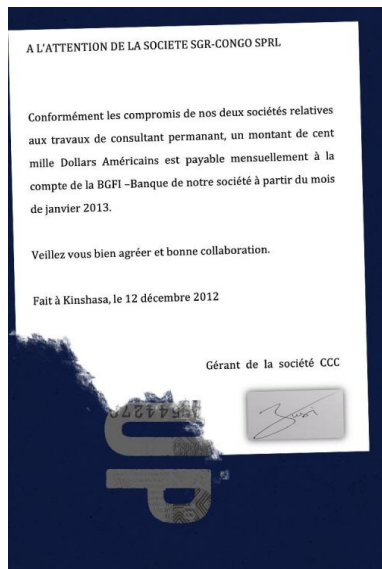 A L'ATTENTION DE LA SOCIETE SGR-CONGO SPRL
Conformément les compromis de nos deux sociétés relatives
aux travaux de consultant permanant, un montant de cent
mille Dollars Américains est payable mensuellement à la
compte de la BGFI –Banque de notre société à partir du mois
de janvier 2013.
Veillez vous bien agréer et bonne collaboration.
Fait à Kinshasa, le 12 décembre 2012
Gérant de la société CCC
UP